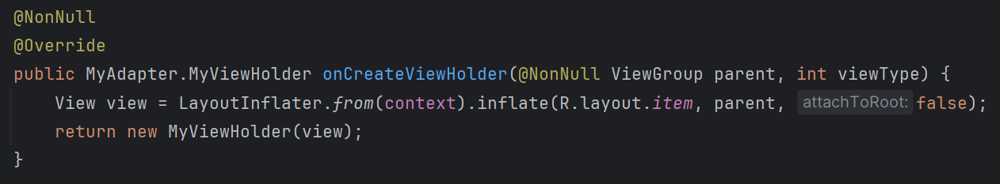 @NonNull
@Override
public MyAdapter.MyViewHolder onCreateViewHolder(@NonNull ViewGroup parent, int viewType) {
    View view = LayoutInflater.from(context).inflate(R.layout.item, parent, attachToRoot: false);
    return new MyViewHolder(view);
}